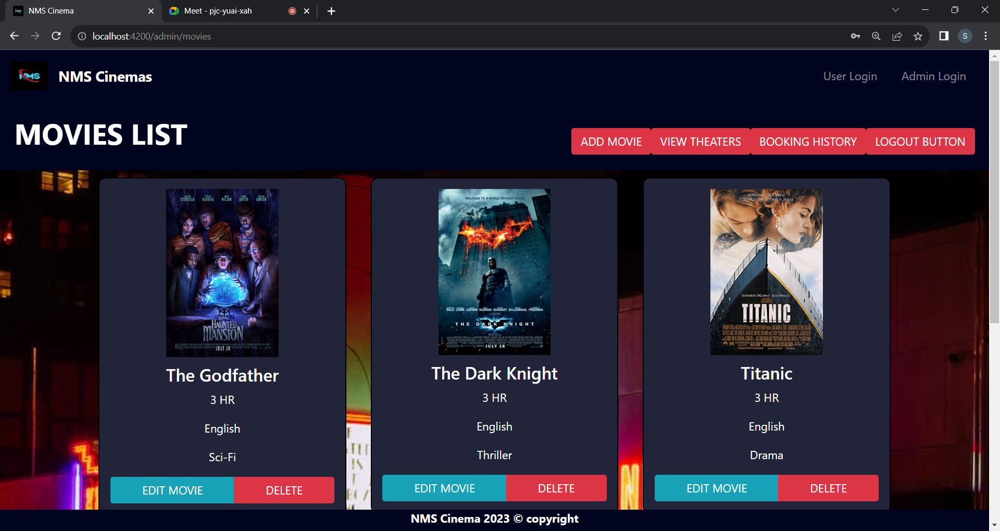 NMS Cinema
Meet - pjc-yuai-xah
localhost:4200/admin/movies
S
NMS
NMS Cinemas
User Login
Admin Login
MOVIES LIST
ADD MOVIE
VIEW THEATERS
BOOKING HISTORY
LOGOUT BUTTON
WILSON
DEVITO
DAWSON
Disney
HAUNTED
MANSION
JULY 28
The Godfather
3 HR
English
Sci-Fi
EDIT MOVIE
DELETE
WELCOME TO A WORLD WITHOUT RULES.
BALE CAINE LEDGER OLDMAN ECKHART GYLLENHAAL FREEMAN
THE DARK KNIGHT
JULY 18
The Dark Knight
3 HR
English
Thriller
EDIT MOVIE
DELETE
NOTHING ON EARTH
COULD COME BETWEEN THEM.
LEONARDO DICAPRIO KATE WINSLET
TITANIC
Titanic
3 HR
English
Drama
EDIT MOVIE
DELETE
NMS Cinema 2023 © copyright